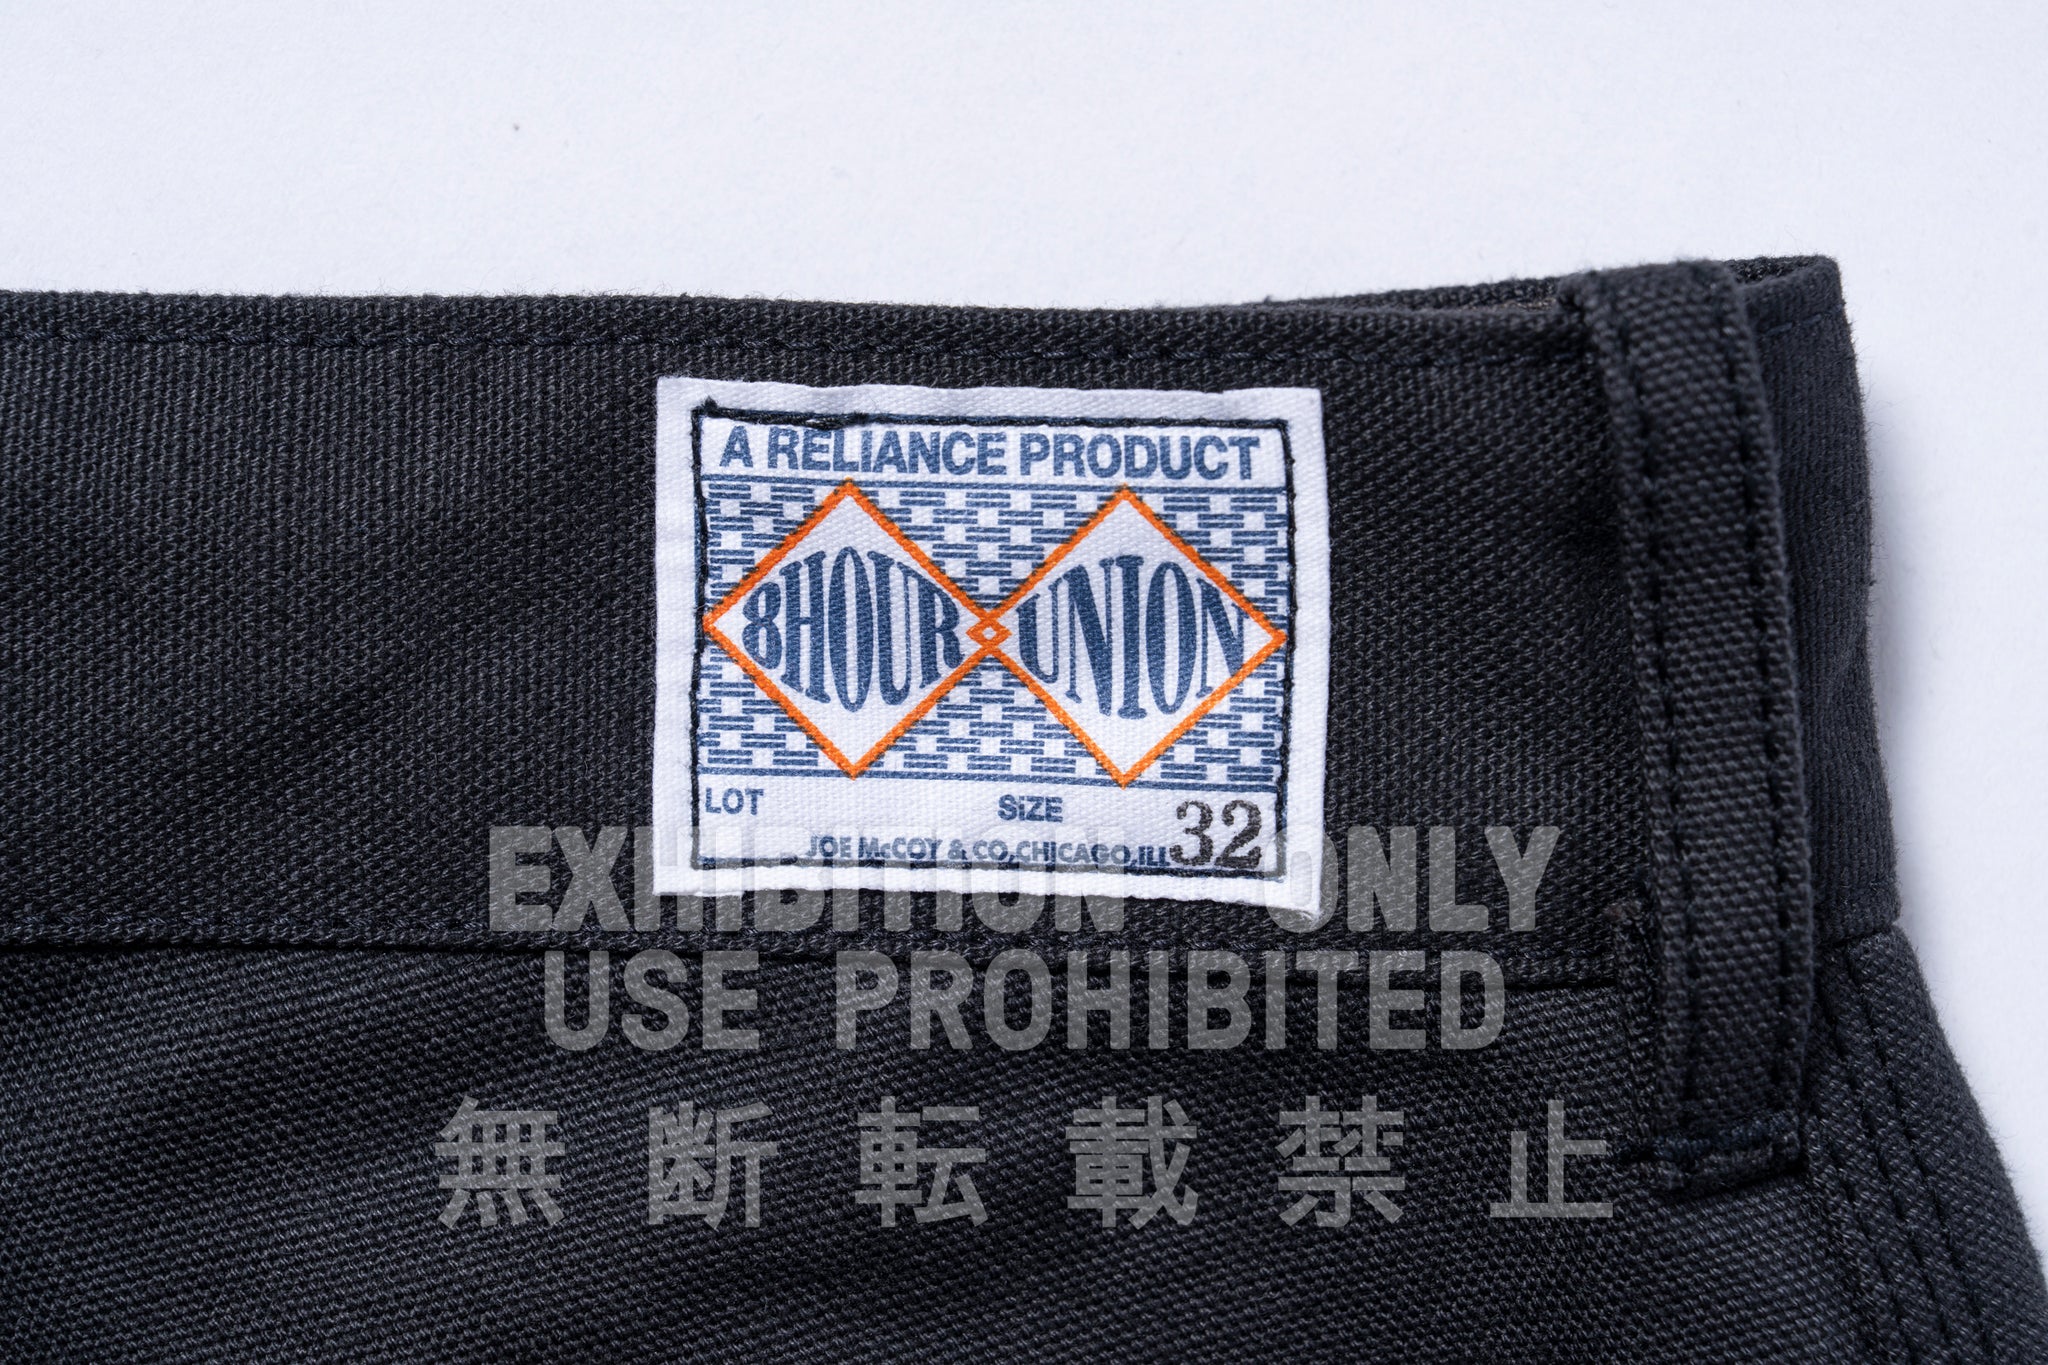 A RELIANCE PRODUCT
8HOUR UNION
LOT SiZE 32
JOE McCOY & CO,CHICAGO,ILL
EXHIBITION ONLY
USE PROHIBITED
無断転載禁止